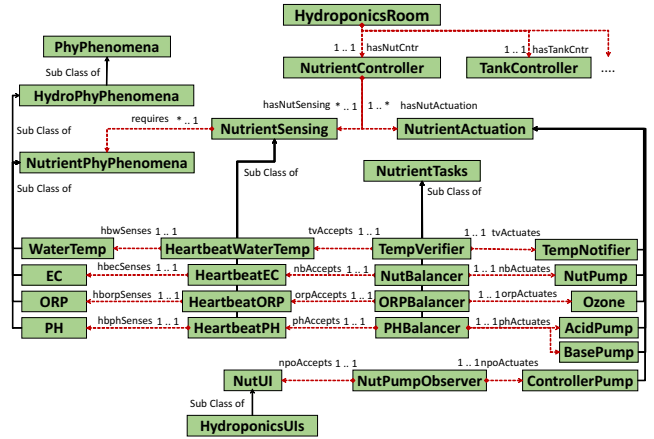 HydroponicsRoom
PhyPhenomena
1 .. 1 hasNutCntr
1 .. 1 hasTankCntr
Sub Class of
NutrientController
TankController
....
HydroPhyPhenomena
hasNutSensing *.. 1
1 .. * hasNutActuation
requires *.. 1
Sub Class of
NutrientSensing
NutrientActuation
NutrientPhyPhenomena
Sub Class of
NutrientTasks
Sub Class of
Sub Class of
hbwSenses 1 .. 1
tvAccepts 1 .. 1
1 .. 1 tvActuates
WaterTemp
HeartbeatWaterTemp
TempVerifier
TempNotifier
hbecSenses 1 .. 1
nbAccepts 1 .. 1
1 .. 1 nbActuates
EC
HeartbeatEC
NutBalancer
NutPump
hborpSenses 1 .. 1
orpAccepts 1 .. 1
1 .. 1 orpActuates
ORP
HeartbeatORP
ORPBalancer
Ozone
hbphSenses 1 .. 1
phAccepts 1 .. 1
1 .. 1 phActuates
PH
HeartbeatPH
PHBalancer
AcidPump
BasePump
npoAccepts 1 .. 1
1 .. 1 npoActuates
NutUI
NutPumpObserver
ControllerPump
Sub Class of
HydroponicsUIs